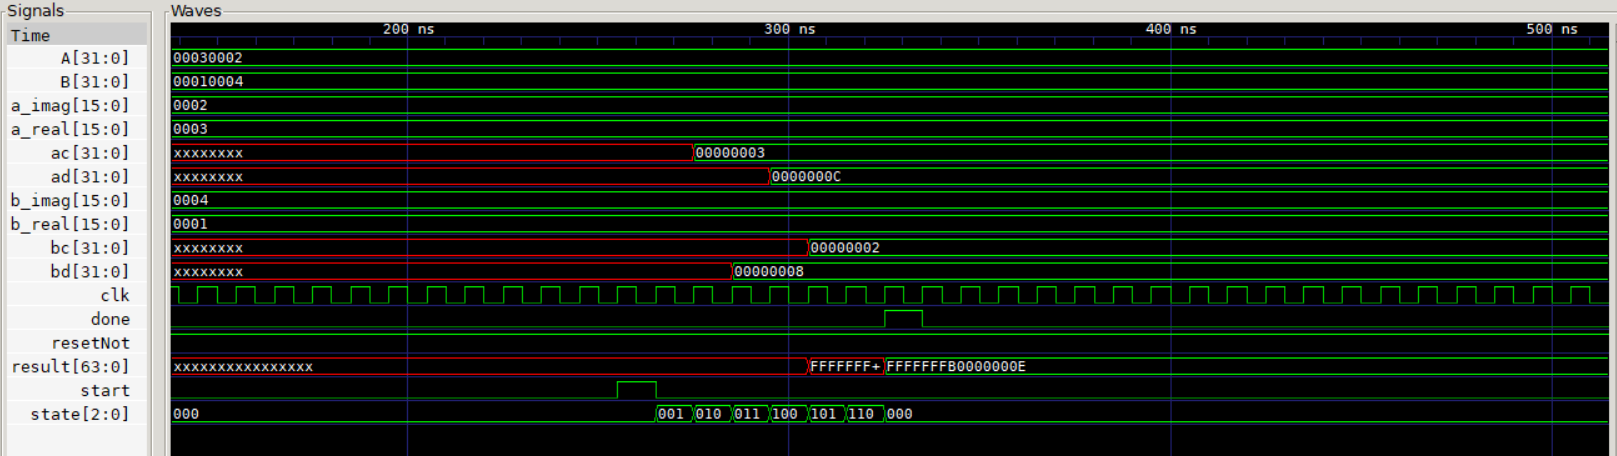 Signals Waves
Time 200 ns 300 ns 400 ns 500 ns
A[31:0] 00030002
B[31:0] 00010004
a_imag[15:0] 0002
a_real[15:0] 0003
ac[31:0] xxxxxxxx 00000003
ad[31:0] xxxxxxxx 0000000C
b_imag[15:0] 0004
b_real[15:0] 0001
bc[31:0] xxxxxxxx 00000002
bd[31:0] xxxxxxxx 00000008
clk
done
resetNot
result[63:0] xxxxxxxxxxxxxxxx FFFFFFF+ FFFFFFFB0000000E
start
state[2:0] 000 001 010 011 100 101 110 000